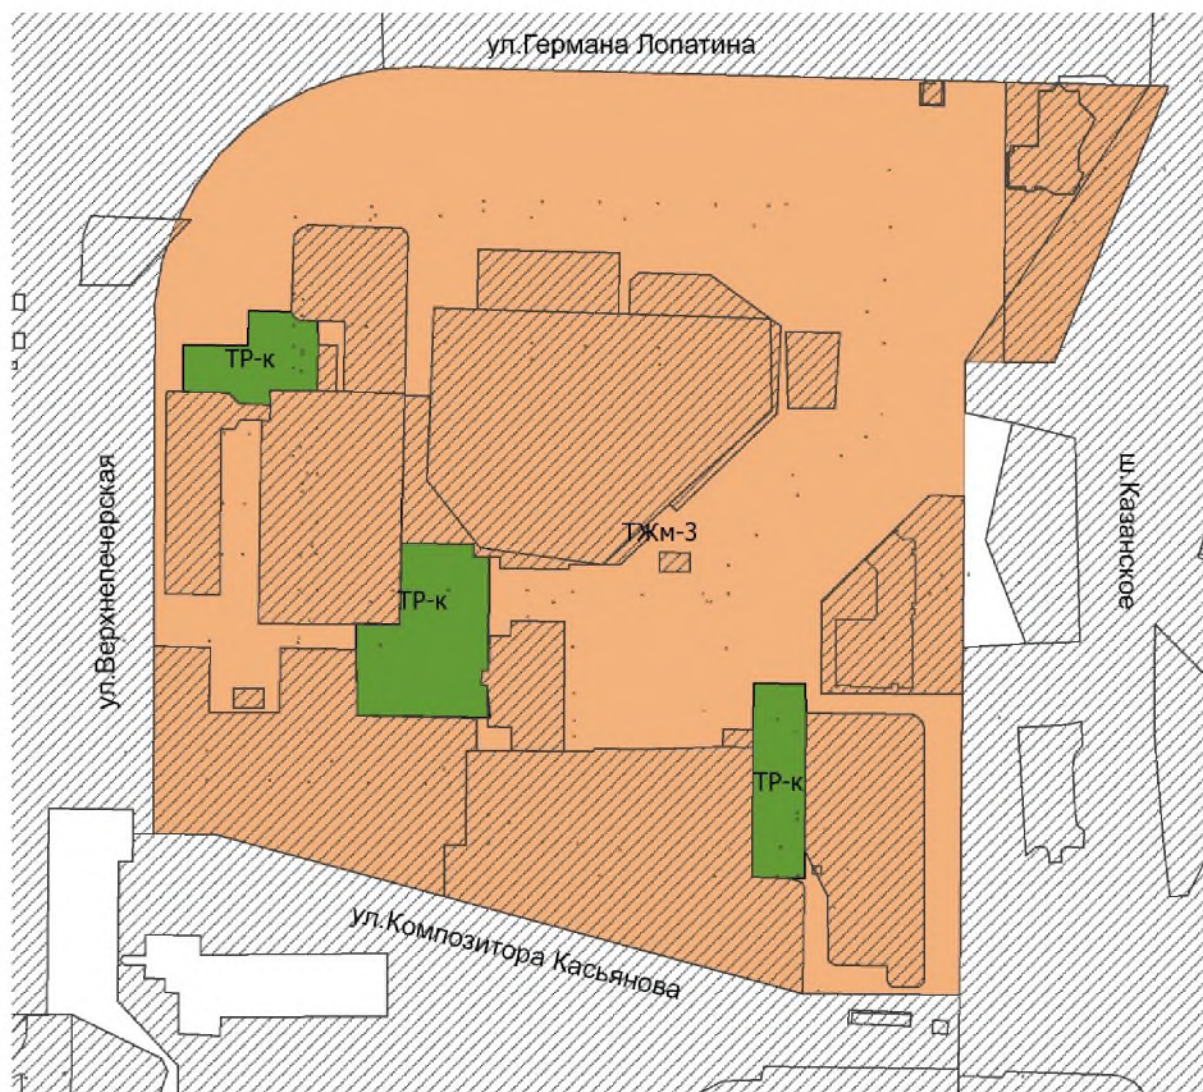 ул.Германа Лопатина
ТР-к
ул.Верхнепечерская
ш.Казанское
ТЖм-3
ТР-к
ТР-к
ул.Композитора Касьянова